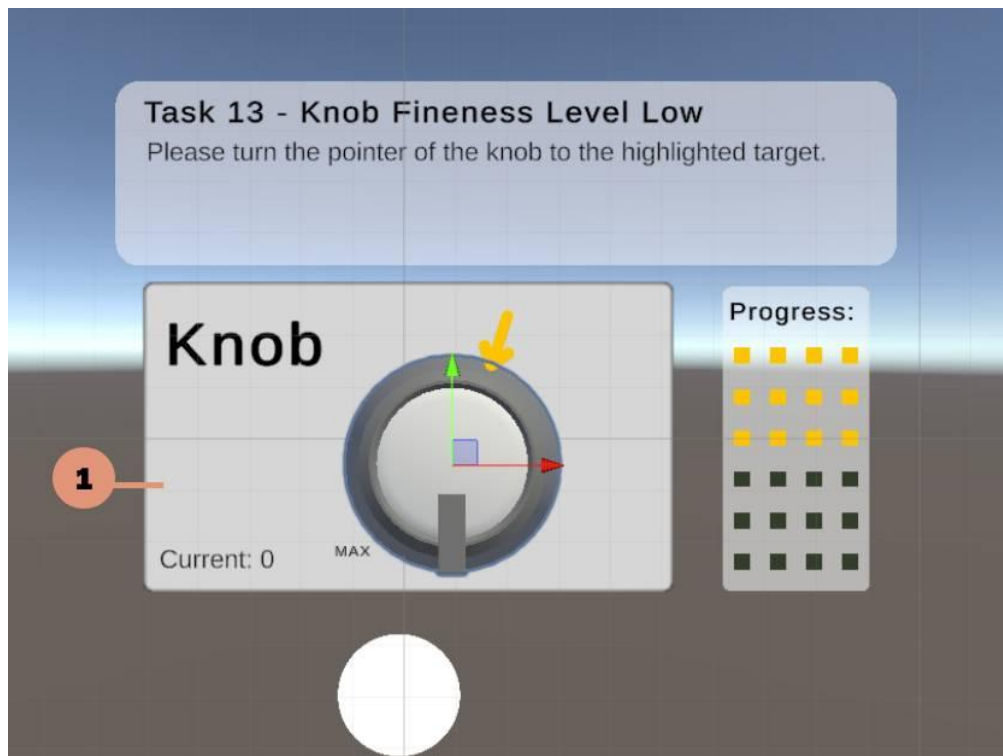 Task 13 - Knob Fineness Level Low
Please turn the pointer of the knob to the highlighted target.
Knob
Progress:
1
MAX
Current: 0